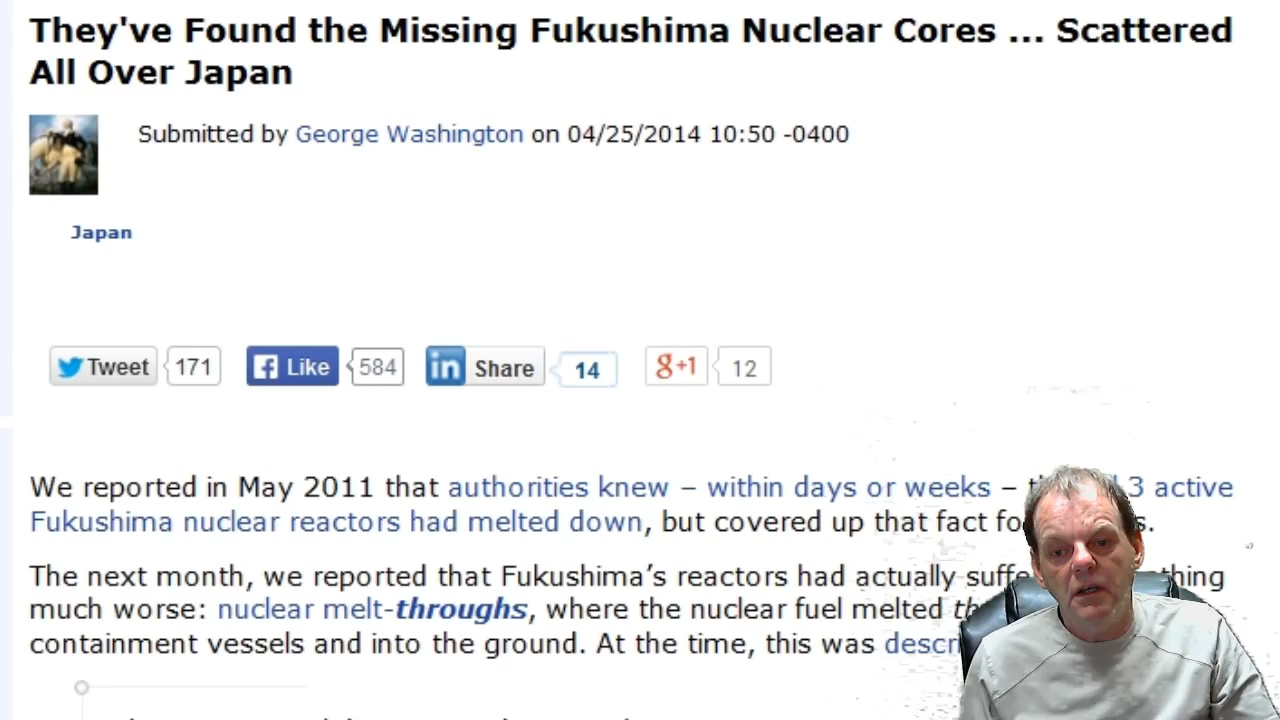 They've Found the Missing Fukushima Nuclear Cores ... Scattered
All Over Japan
Submitted by George Washington on 04/25/2014 10:50 -0400
Japan
Tweet 171 Like 584 in Share 14 g+1 12
We reported in May 2011 that authorities knew – within days or weeks – 3 active
Fukushima nuclear reactors had melted down, but covered up that fact
The next month, we reported that Fukushima's reactors had actually
much worse: nuclear melt-throughs, where the nuclear fuel melted
containment vessels and into the ground. At the time, this was